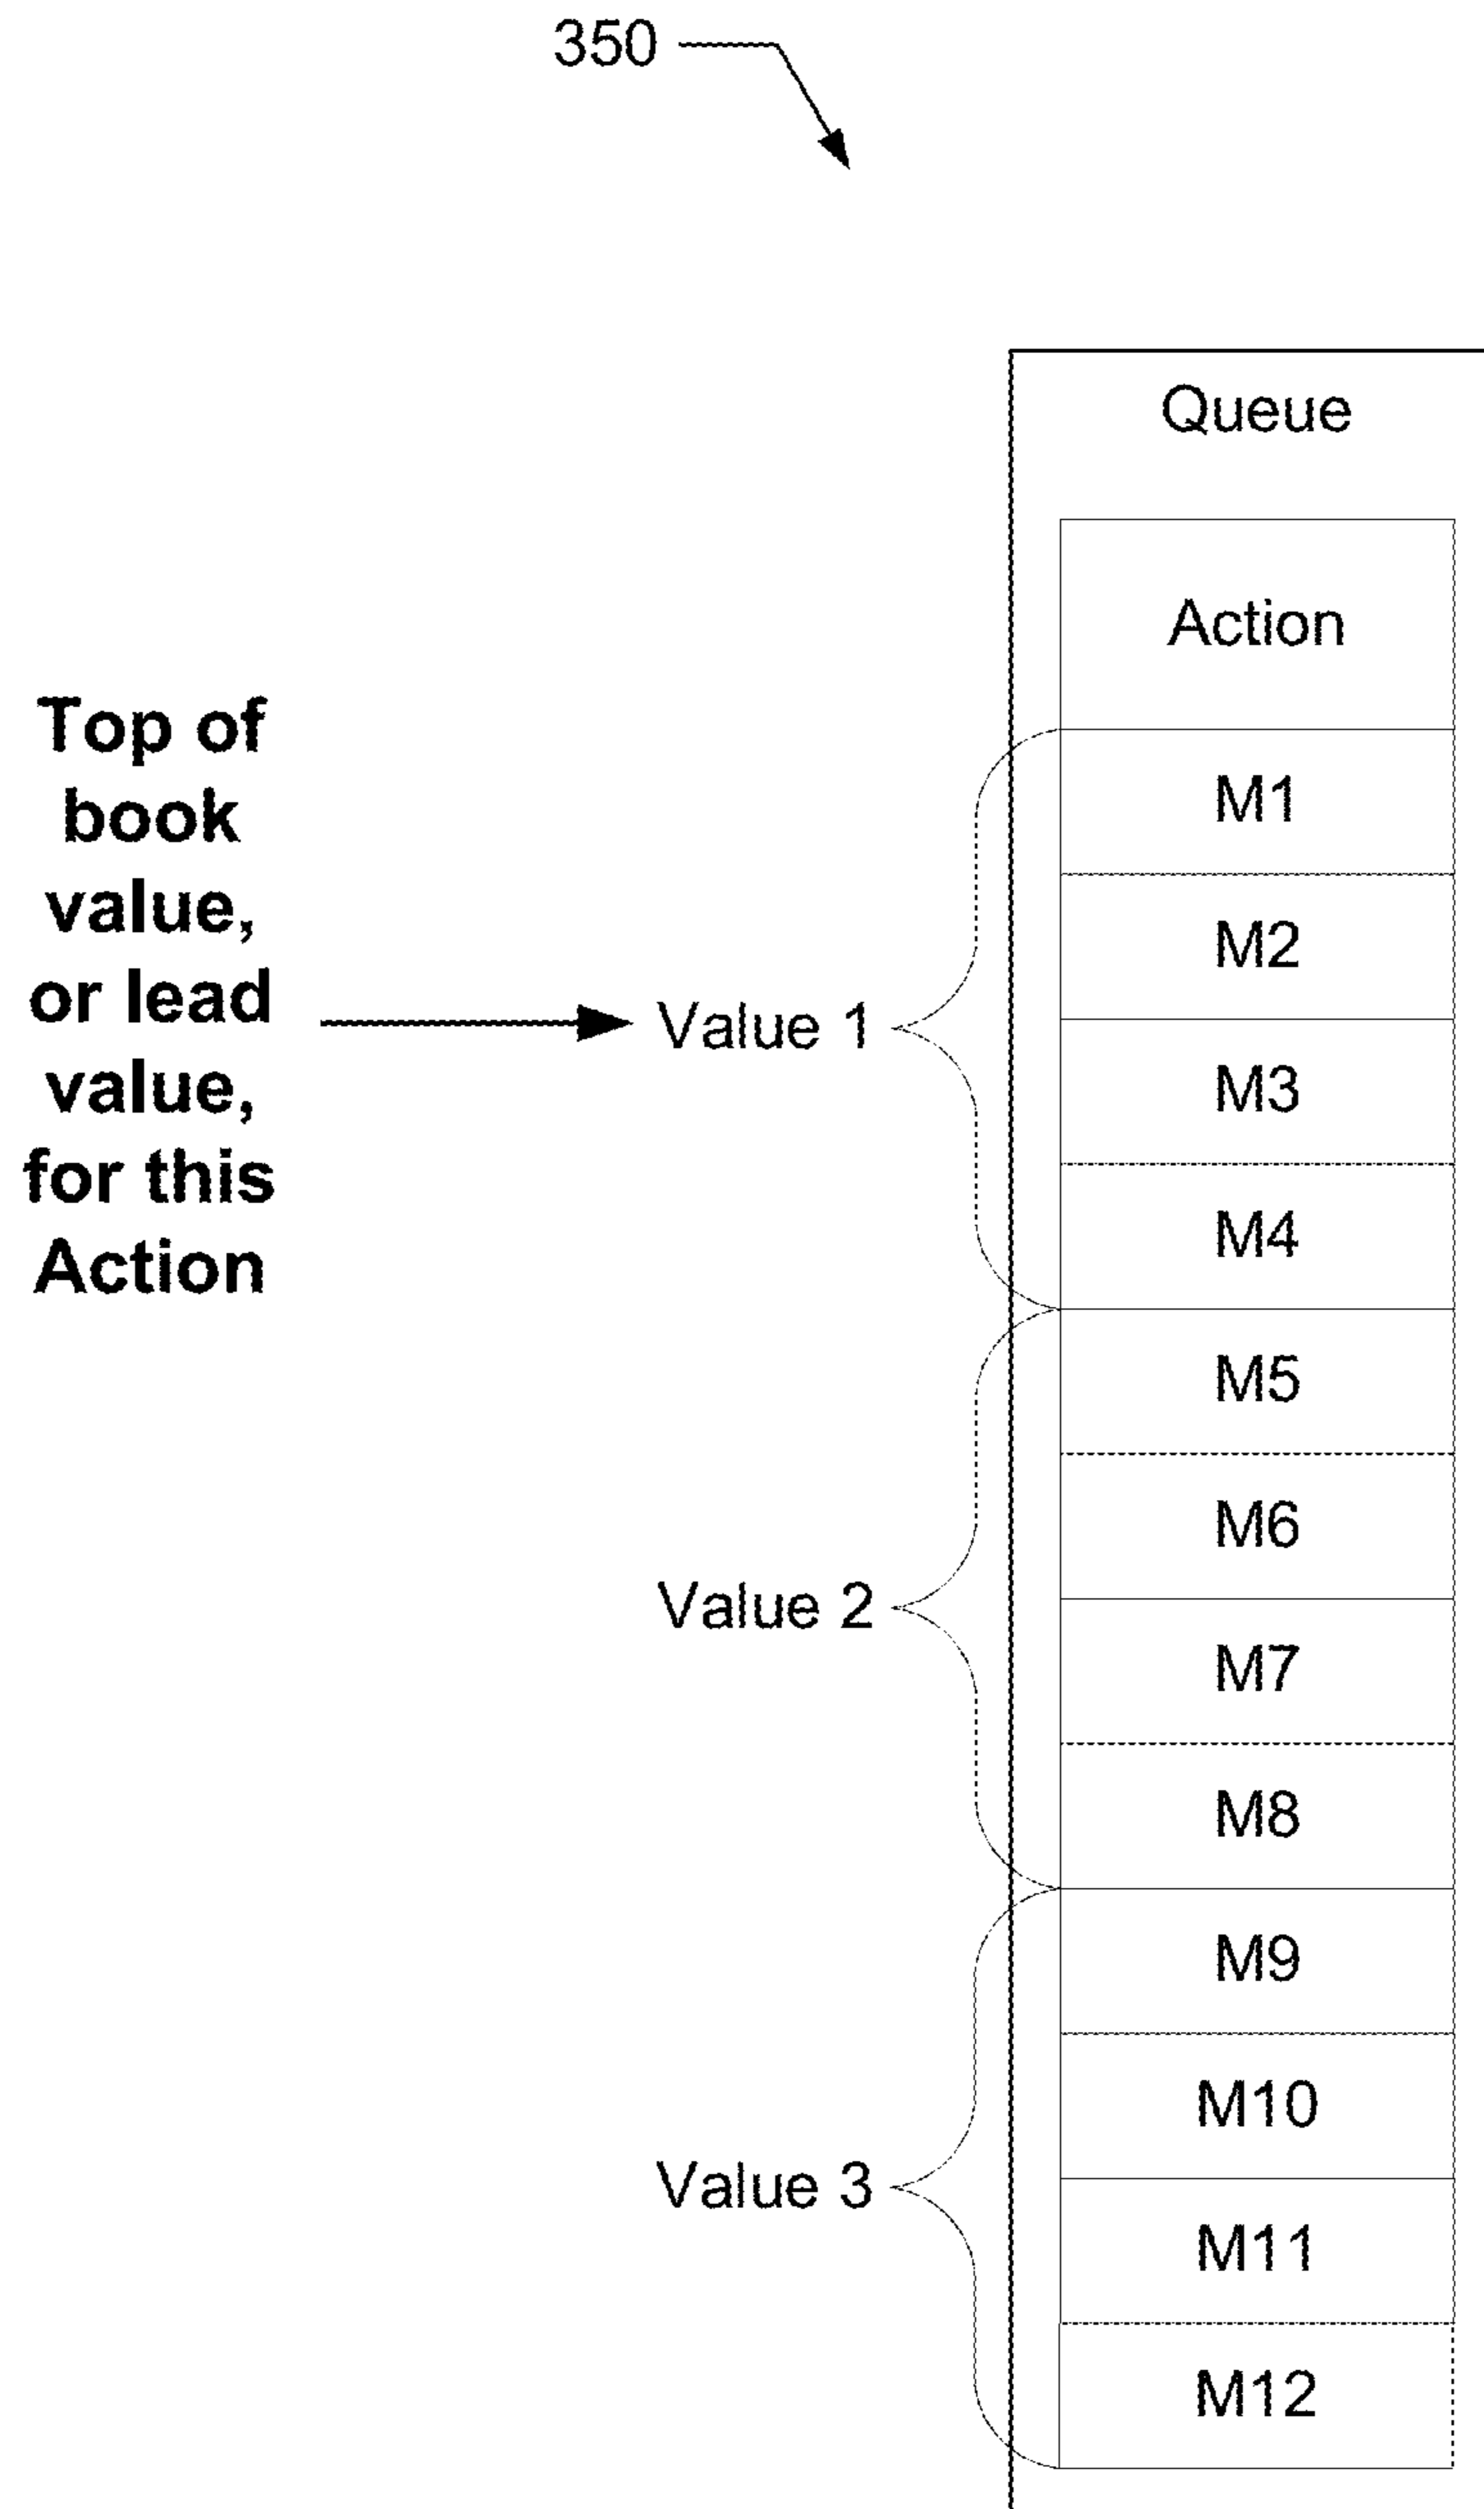 350
Queue
Action
Top of
book
value,
or lead
value,
for this
Action
Value 1
M1
M2
M3
M4
Value 2
M5
M6
M7
M8
Value 3
M9
M10
M11
M12